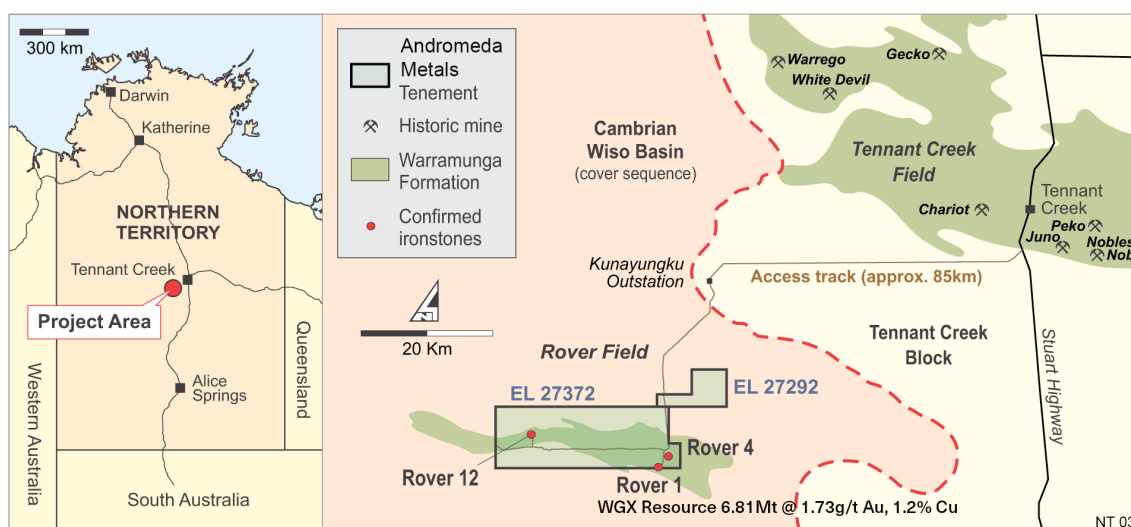 300 km
Darwin
Katherine
NORTHERN
TERRITORY
Tennant Creek
Project Area
Alice
Springs
Western Australia
Queensland
South Australia
Andromeda
Metals
Tenement
Historic mine
Warramunga
Formation
Confirmed
ironstones
20 Km
Cambrian
Wiso Basin
(cover sequence)
Warrego
Gecko
White Devil
Tennant Creek
Field
Chariot
Tennant
Creek
Peko
Juno
Nobles
Nob
Kunayungku
Outstation
Access track (approx. 85km)
Tennant Creek
Block
Stuart Highway
Rover Field
EL 27372
EL 27292
Rover 12
Rover 4
Rover 1
WGX Resource 6.81Mt @ 1.73g/t Au, 1.2% Cu
NT 03